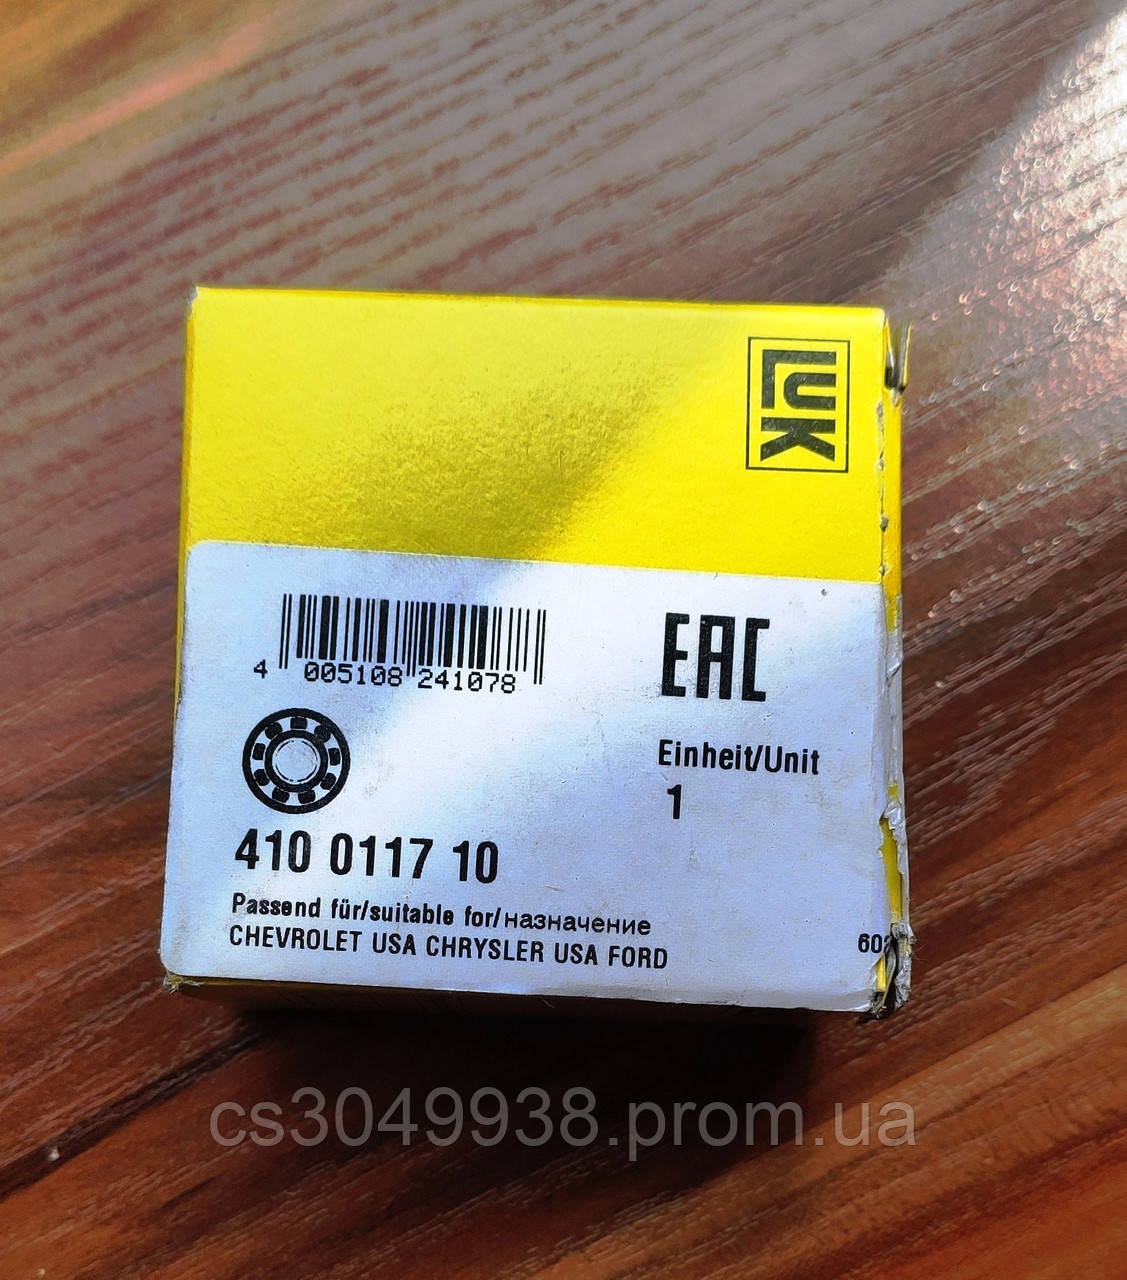 LUK
4 005108 241078
EAC
Einheit/Unit
1
410 0117 10
Passend für/suitable for/назначение
CHEVROLET USA CHRYSLER USA FORD
cs3049938.prom.ua